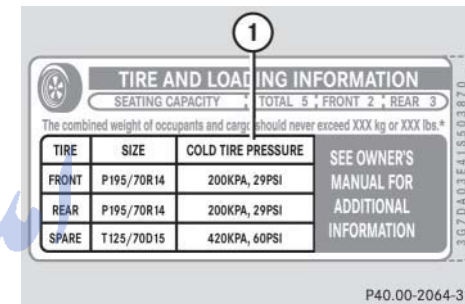 1
TIRE AND LOADING INFORMATION
SEATING CAPACITY TOTAL 5 FRONT 2 REAR 3
The combined weight of occupants and cargo should never exceed XXX kg or XXX lbs.*
TIRE SIZE COLD TIRE PRESSURE
FRONT P195/70R14 200KPA, 29PSI
REAR P195/70R14 200KPA, 29PSI
SPARE T125/70D15 420KPA, 60PSI
SEE OWNER'S
MANUAL FOR
ADDITIONAL
INFORMATION
3G7DA03E41S503870
P40.00-2064-3